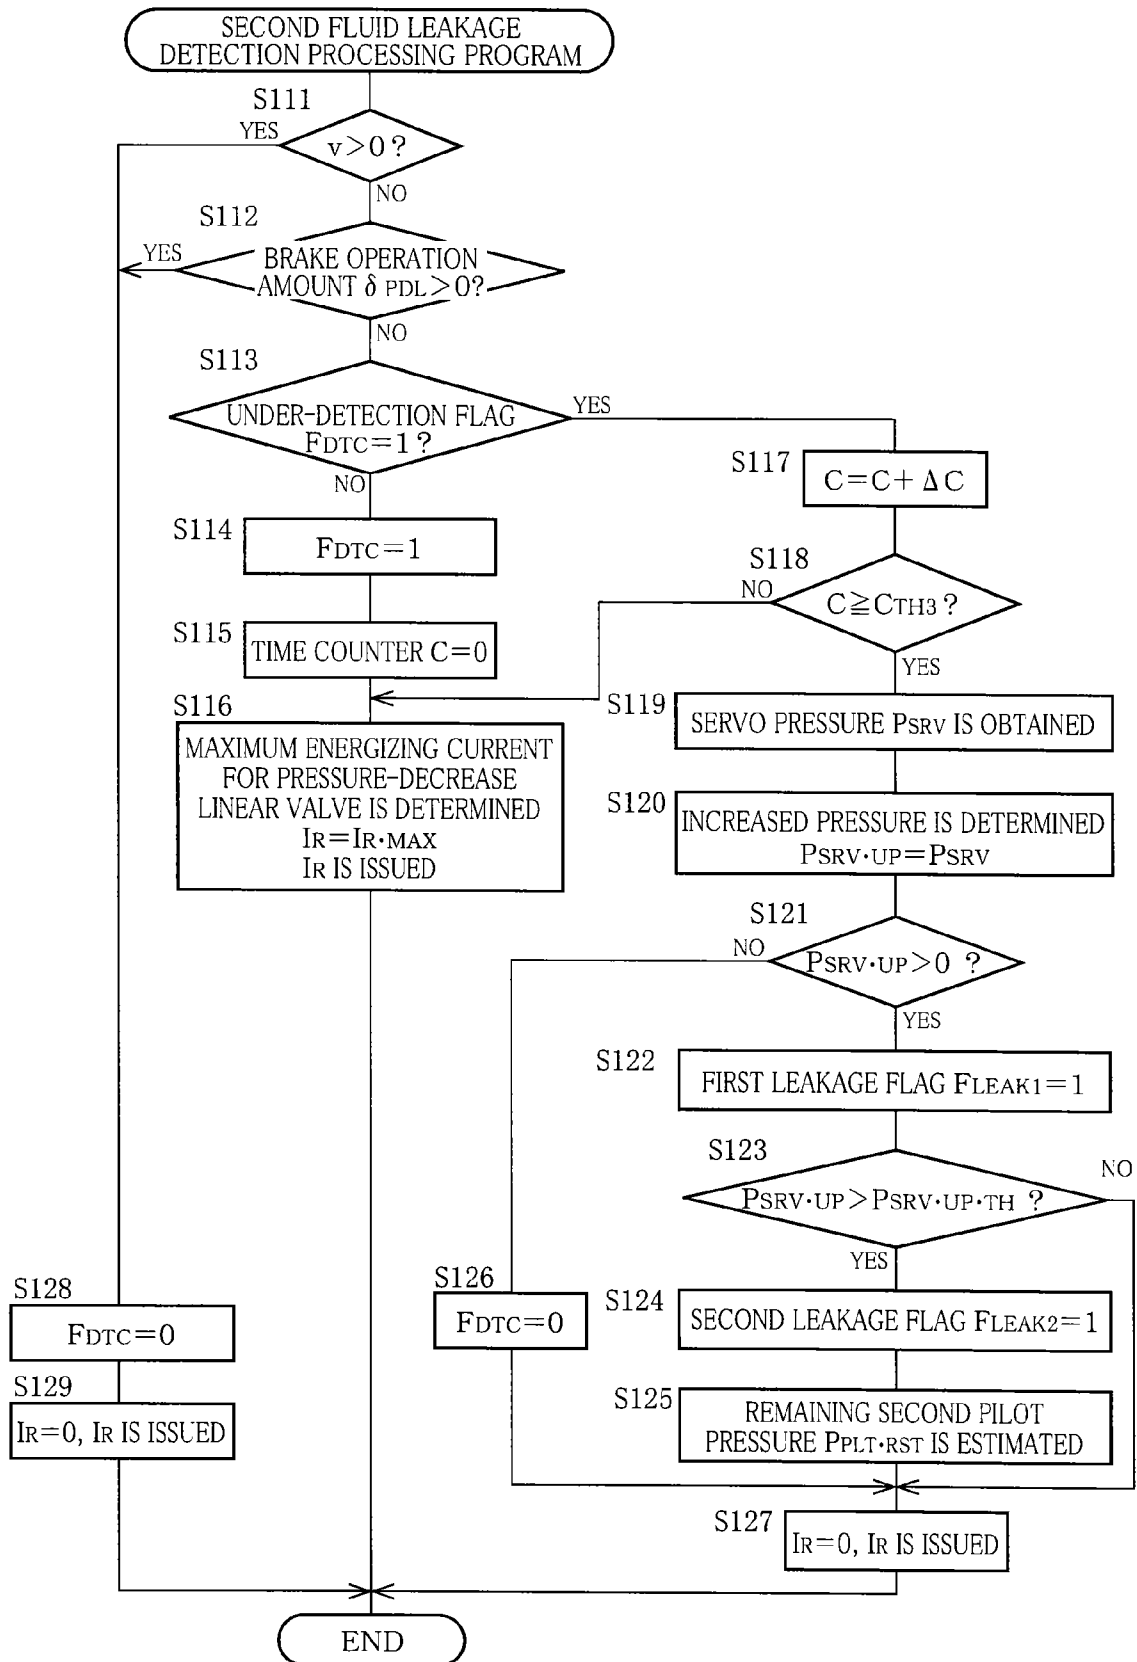 SECOND FLUID LEAKAGE
DETECTION PROCESSING PROGRAM
S111
YES
v>0?
NO
S112
YES
BRAKE OPERATION
AMOUNT δ PDL>0?
NO
S113
UNDER-DETECTION FLAG
FDTC=1?
YES
NO
S114
FDTC=1
S115
TIME COUNTER C=0
S116
MAXIMUM ENERGIZING CURRENT
FOR PRESSURE-DECREASE
LINEAR VALVE IS DETERMINED
IR=IR·MAX
IR IS ISSUED
S117
C=C+ΔC
S118
NO
C≧CTH3?
YES
S119
SERVO PRESSURE PSRV IS OBTAINED
S120
INCREASED PRESSURE IS DETERMINED
PSRV·UP=PSRV
S121
NO
PSRV·UP>0 ?
YES
S122
FIRST LEAKAGE FLAG FLEAK1=1
S123
NO
PSRV·UP>PSRV·UP·TH ?
YES
S124
SECOND LEAKAGE FLAG FLEAK2=1
S125
REMAINING SECOND PILOT
PRESSURE PPLT·RST IS ESTIMATED
S126
FDTC=0
S127
IR=0, IR IS ISSUED
S128
FDTC=0
S129
IR=0, IR IS ISSUED
END